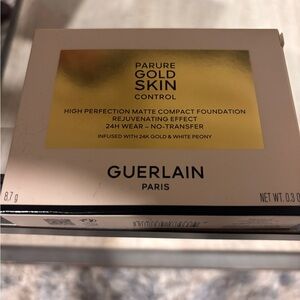 PARURE
GOLD
SKIN
CONTROL
HIGH PERFECTION MATTE COMPACT FOUNDATION
REJUVENATING EFFECT
24H WEAR – NO-TRANSFER
INFUSED WITH 24K GOLD & WHITE PEONY
GUERLAIN
PARIS
8.7 g
NET WT. 0.3 O